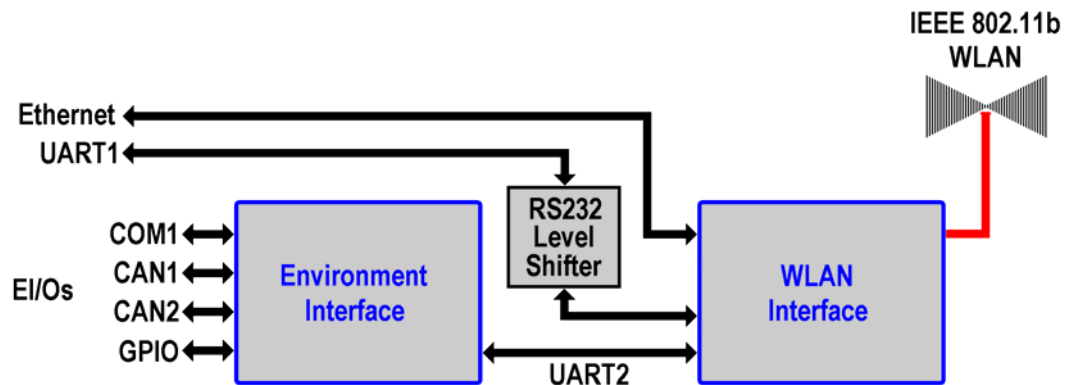 IEEE 802.11b
WLAN
Ethernet
UART1
RS232
Level
Shifter
COM1
CAN1
CAN2
GPIO
EI/Os
Environment
Interface
WLAN
Interface
UART2